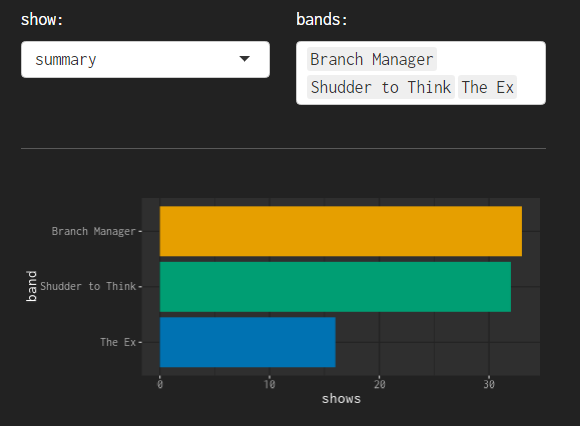 show: bands:
summary
Branch Manager
Shudder to Think The Ex
Branch Manager
Shudder to Think
The Ex
band
0 10 20 30
shows